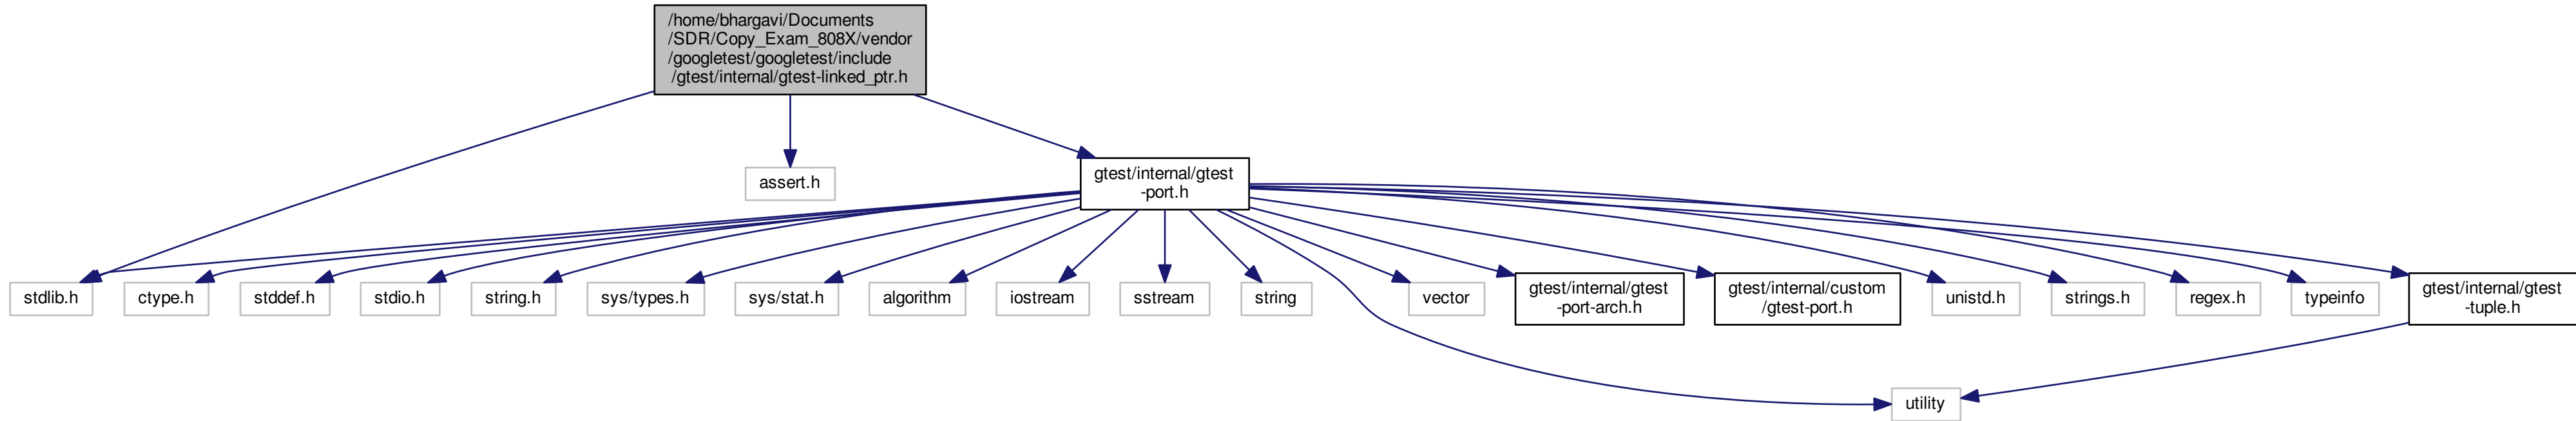 /home/bhargavi/Documents
/SDR/Copy_Exam_808X/vendor
/googletest/googletest/include
/gtest/internal/gtest-linked_ptr.h
assert.h
gtest/internal/gtest
-port.h
stdlib.h
ctype.h
stddef.h
stdio.h
string.h
sys/types.h
sys/stat.h
algorithm
iostream
sstream
string
vector
gtest/internal/gtest
-port-arch.h
gtest/internal/custom
/gtest-port.h
unistd.h
strings.h
regex.h
typeinfo
gtest/internal/gtest
-tuple.h
utility